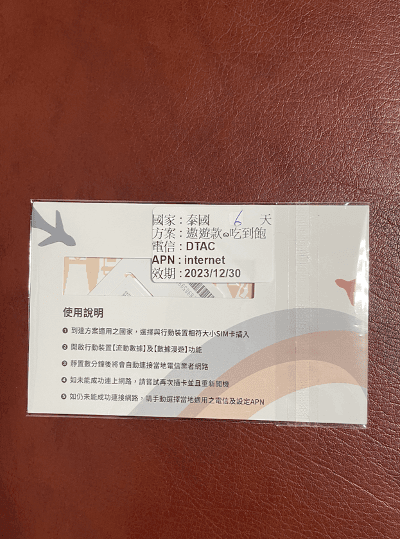 國家 : 泰國 6 天
方案 : 遨遊款∞吃到飽
電信 : DTAC
APN : internet
效期 : 2023/12/30
使用說明
1 到達方案適用之國家，選擇與行動裝置相符大小SIM卡插入
2 開啟行動裝置【流動數據】及【數據漫遊】功能
3 靜置數分鐘後將會自動連接當地電信業者網路
4 如未能成功連上網路，請嘗試再次插卡並且重新開機
5 如仍未能成功連接網路，請手動選擇當地適用之電信及設定APN